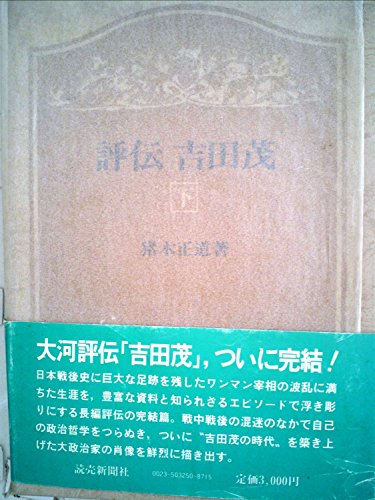 評伝 吉田茂
下
猪木正道著
大河評伝「吉田茂」，ついに完結！
日本戦後史に巨大な足跡を残したワンマン宰相の波乱に満
ちた生涯を，豊富な資料と知られざるエピソードで浮き彫
りにする長編評伝の完結篇。戦中戦後の混迷のなかで自己
の政治哲学をつらぬき，ついに“吉田茂の時代”を築き上
げた大政治家の肖像を鮮烈に描き出す。
読売新聞社
0023-503250-8715
定価3,000円